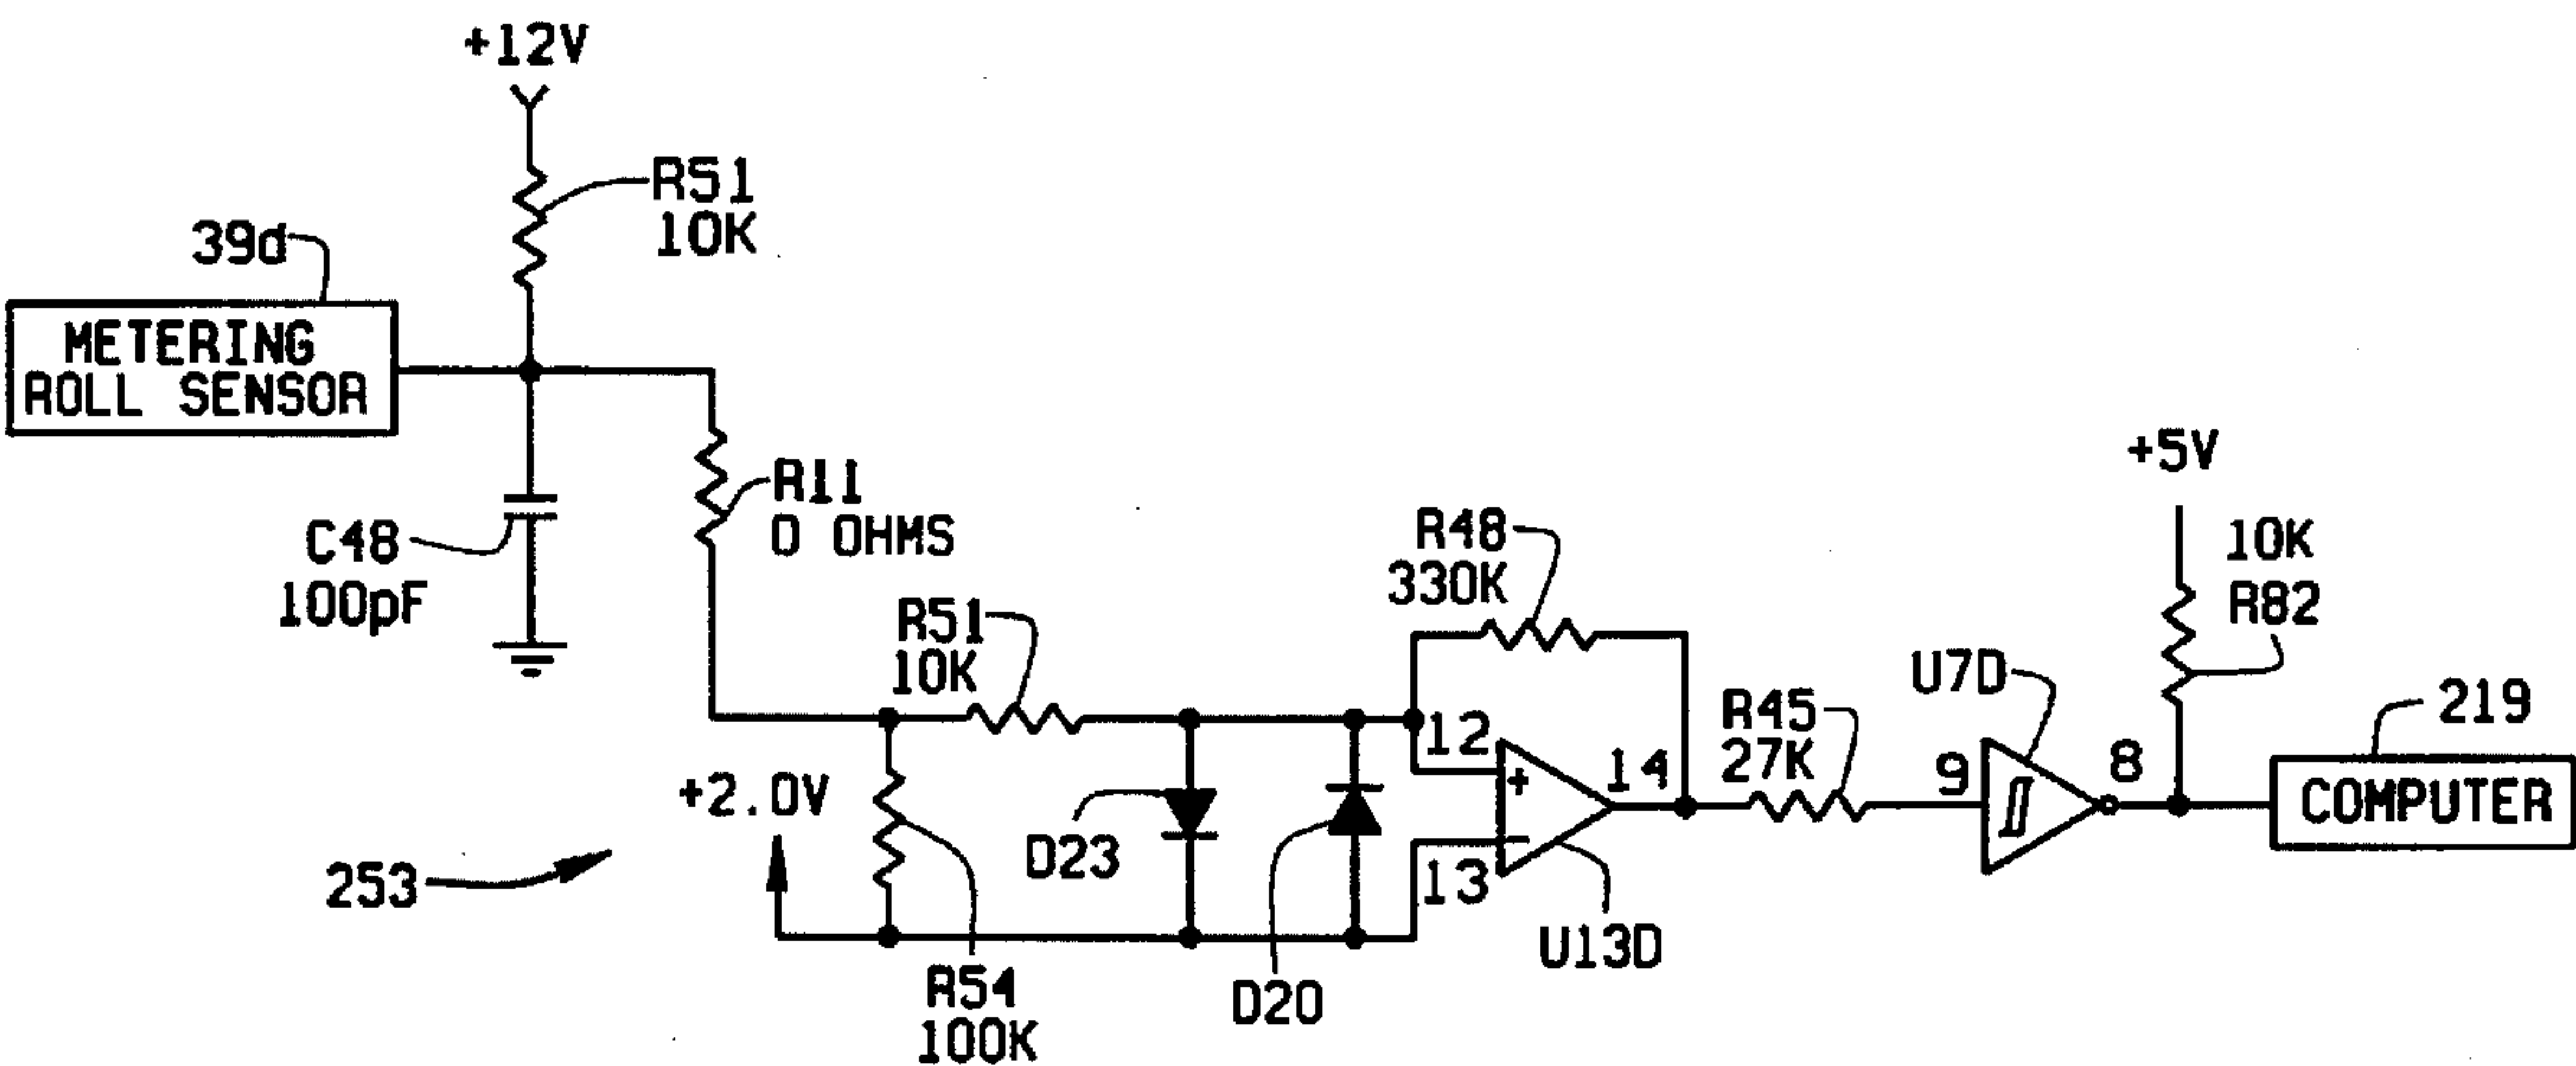 +12V
R51
10K
39d
METERING
ROLL SENSOR
C48
100pF
R11
0 OHMS
R51
10K
+2.0V
253
R54
100K
D23
D20
R48
330K
12
+
13
−
14
U13D
R45
27K
9
U7D
8
+5V
10K
R82
219
COMPUTER